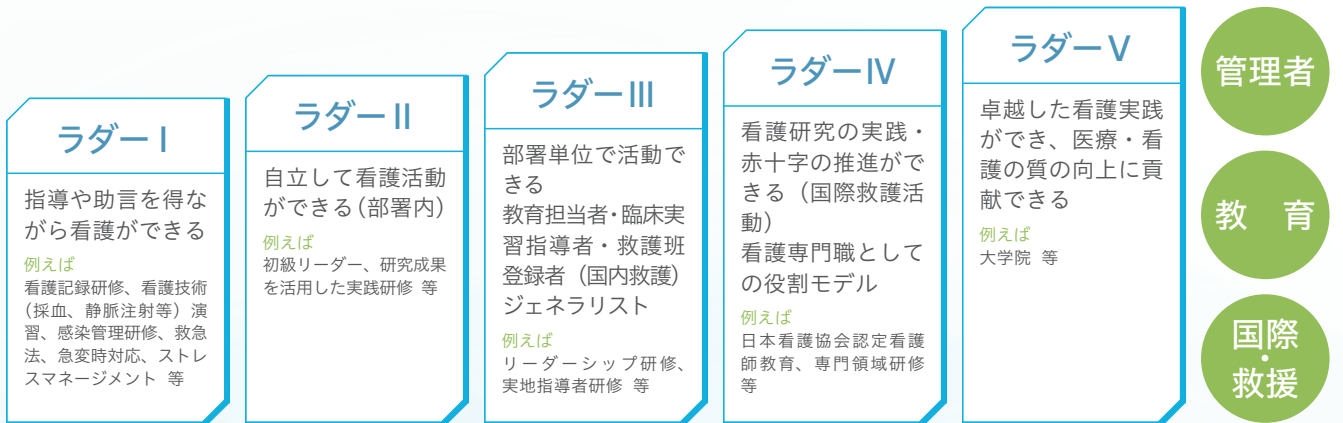 ラダーⅠ
指導や助言を得な
がら看護ができる
例えば
看護記録研修、看護技術
(採血、静脈注射等）演
習、感染管理研修、救急
法、急変時対応、ストレ
スマネージメント 等
ラダーⅡ
自立して看護活動
ができる（部署内）
例えば
初級リーダー、研究成果
を活用した実践研修 等
ラダーⅢ
部署単位で活動で
きる
教育担当者・臨床実
習指導者・救護班
登録者（国内救護）
ジェネラリスト
例えば
リーダーシップ研修、
実地指導者研修 等
ラダーⅣ
看護研究の実践・
赤十字の推進がで
きる（国際救護活
動）
看護専門職として
の役割モデル
例えば
日本看護協会認定看護
師教育、専門領域研修
等
ラダーⅤ
卓越した看護実践
ができ、医療・看
護の質の向上に貢
献できる
例えば
大学院 等
管理者
教 育
国際
・
救援